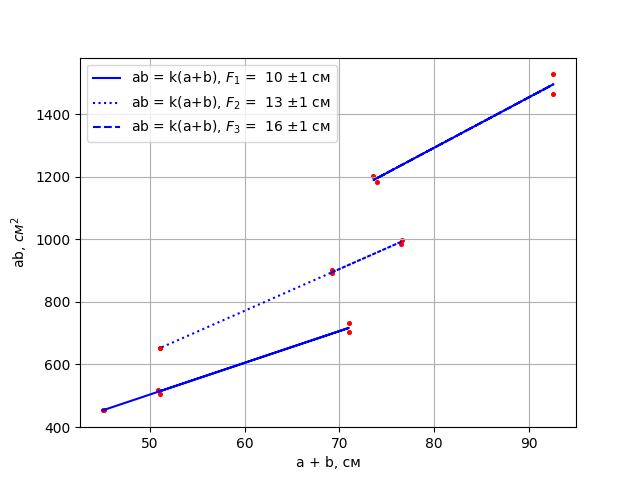 ab = k(a+b), F₁ = 10 ±1 см
ab = k(a+b), F₂ = 13 ±1 см
ab = k(a+b), F₃ = 16 ±1 см
ab, см²
1400
1200
1000
800
600
400
50 60 70 80 90
a + b, см